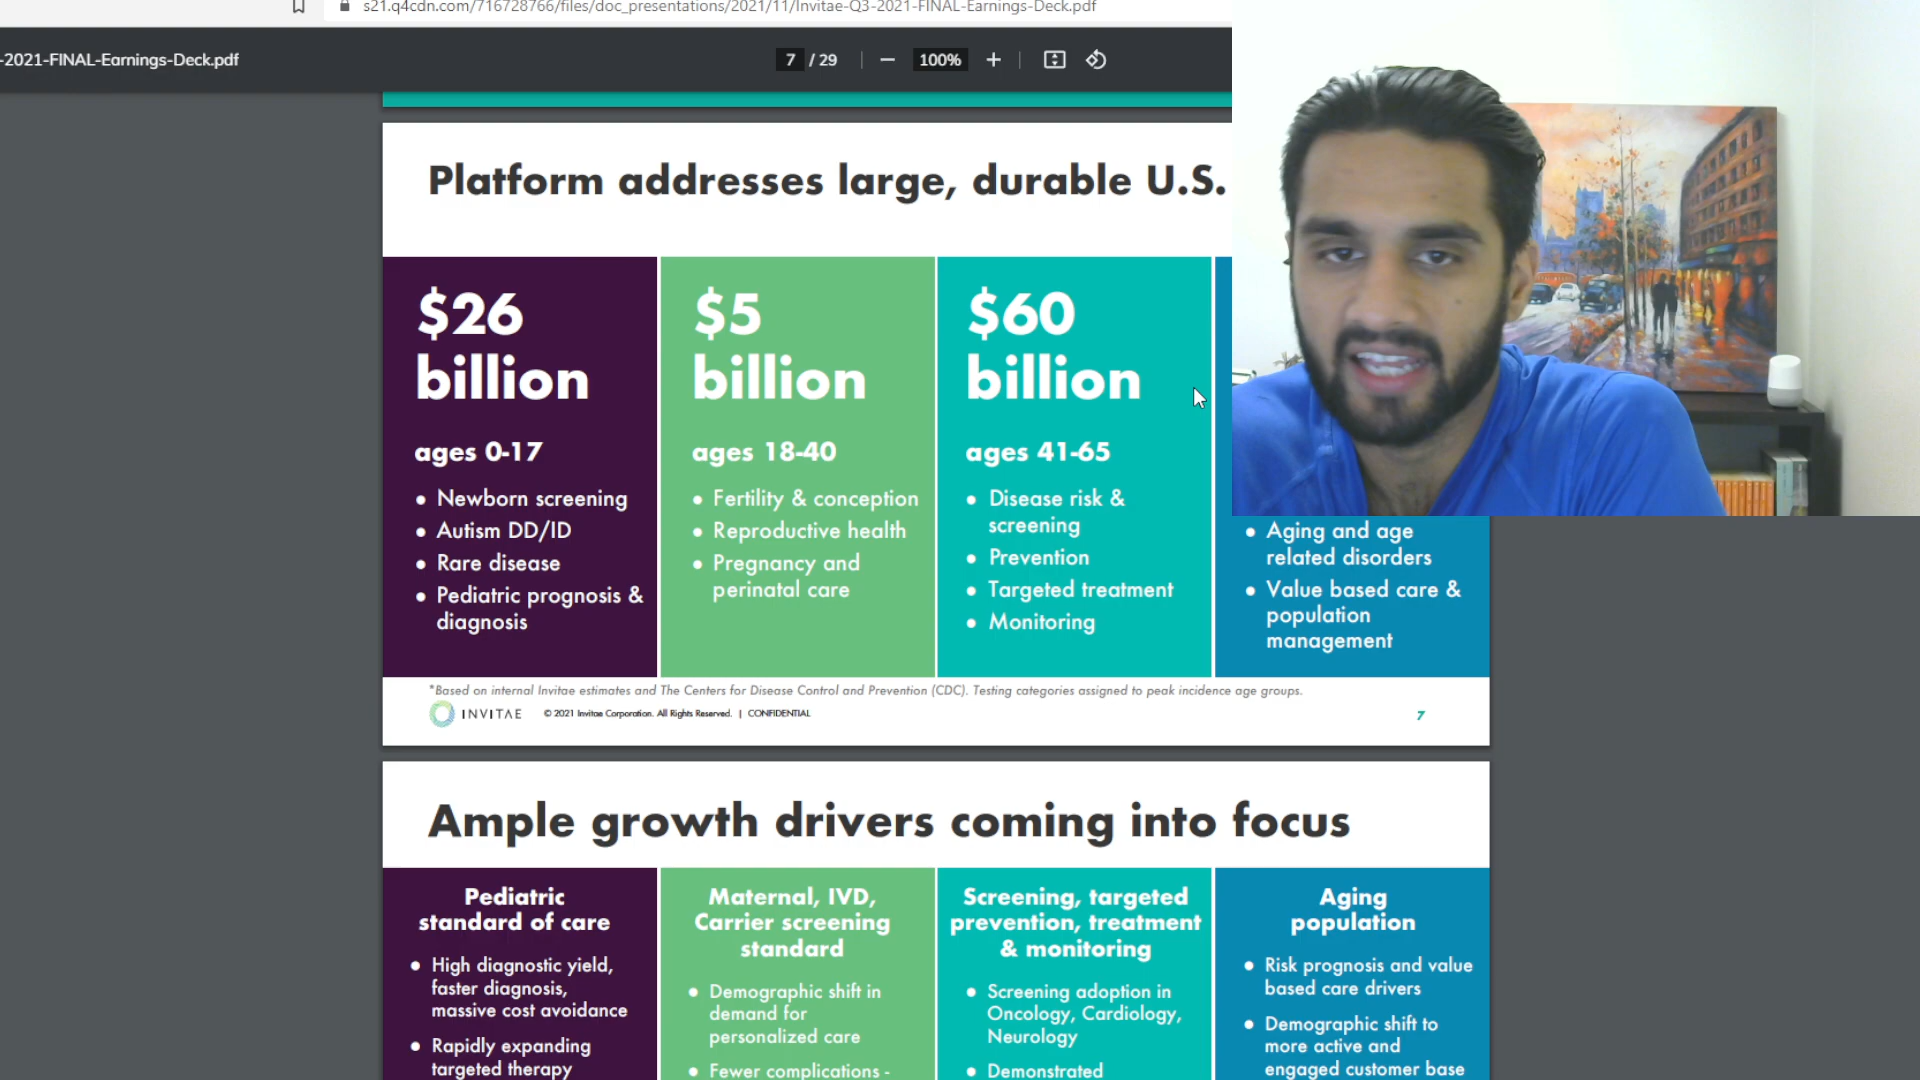 s21.q4cdn.com/716728766/files/doc_presentations/2021/11/Invitae-Q3-2021-FINAL-Earnings-Deck.pdf
-2021-FINAL-Earnings-Deck.pdf
7 / 29
100%
Platform addresses large, durable U.S.
$26
billion
ages 0-17
• Newborn screening
• Autism DD/ID
• Rare disease
• Pediatric prognosis &
diagnosis
$5
billion
ages 18-40
• Fertility & conception
• Reproductive health
• Pregnancy and
perinatal care
$60
billion
ages 41-65
• Disease risk &
screening
• Prevention
• Targeted treatment
• Monitoring
• Aging and age
related disorders
• Value based care &
population
management
*Based on internal Invitae estimates and The Centers for Disease Control and Prevention (CDC). Testing categories assigned to peak incidence age groups.
INVITAE
© 2021 Invitae Corporation. All Rights Reserved. | CONFIDENTIAL
7
Ample growth drivers coming into focus
Pediatric
standard of care
• High diagnostic yield,
faster diagnosis,
massive cost avoidance
• Rapidly expanding
targeted therapy
Maternal, IVD,
Carrier screening
standard
• Demographic shift in
demand for
personalized care
• Fewer complications -
Screening, targeted
prevention, treatment
& monitoring
• Screening adoption in
Oncology, Cardiology,
Neurology
• Demonstrated
Aging
population
• Risk prognosis and value
based care drivers
• Demographic shift to
more active and
engaged customer base